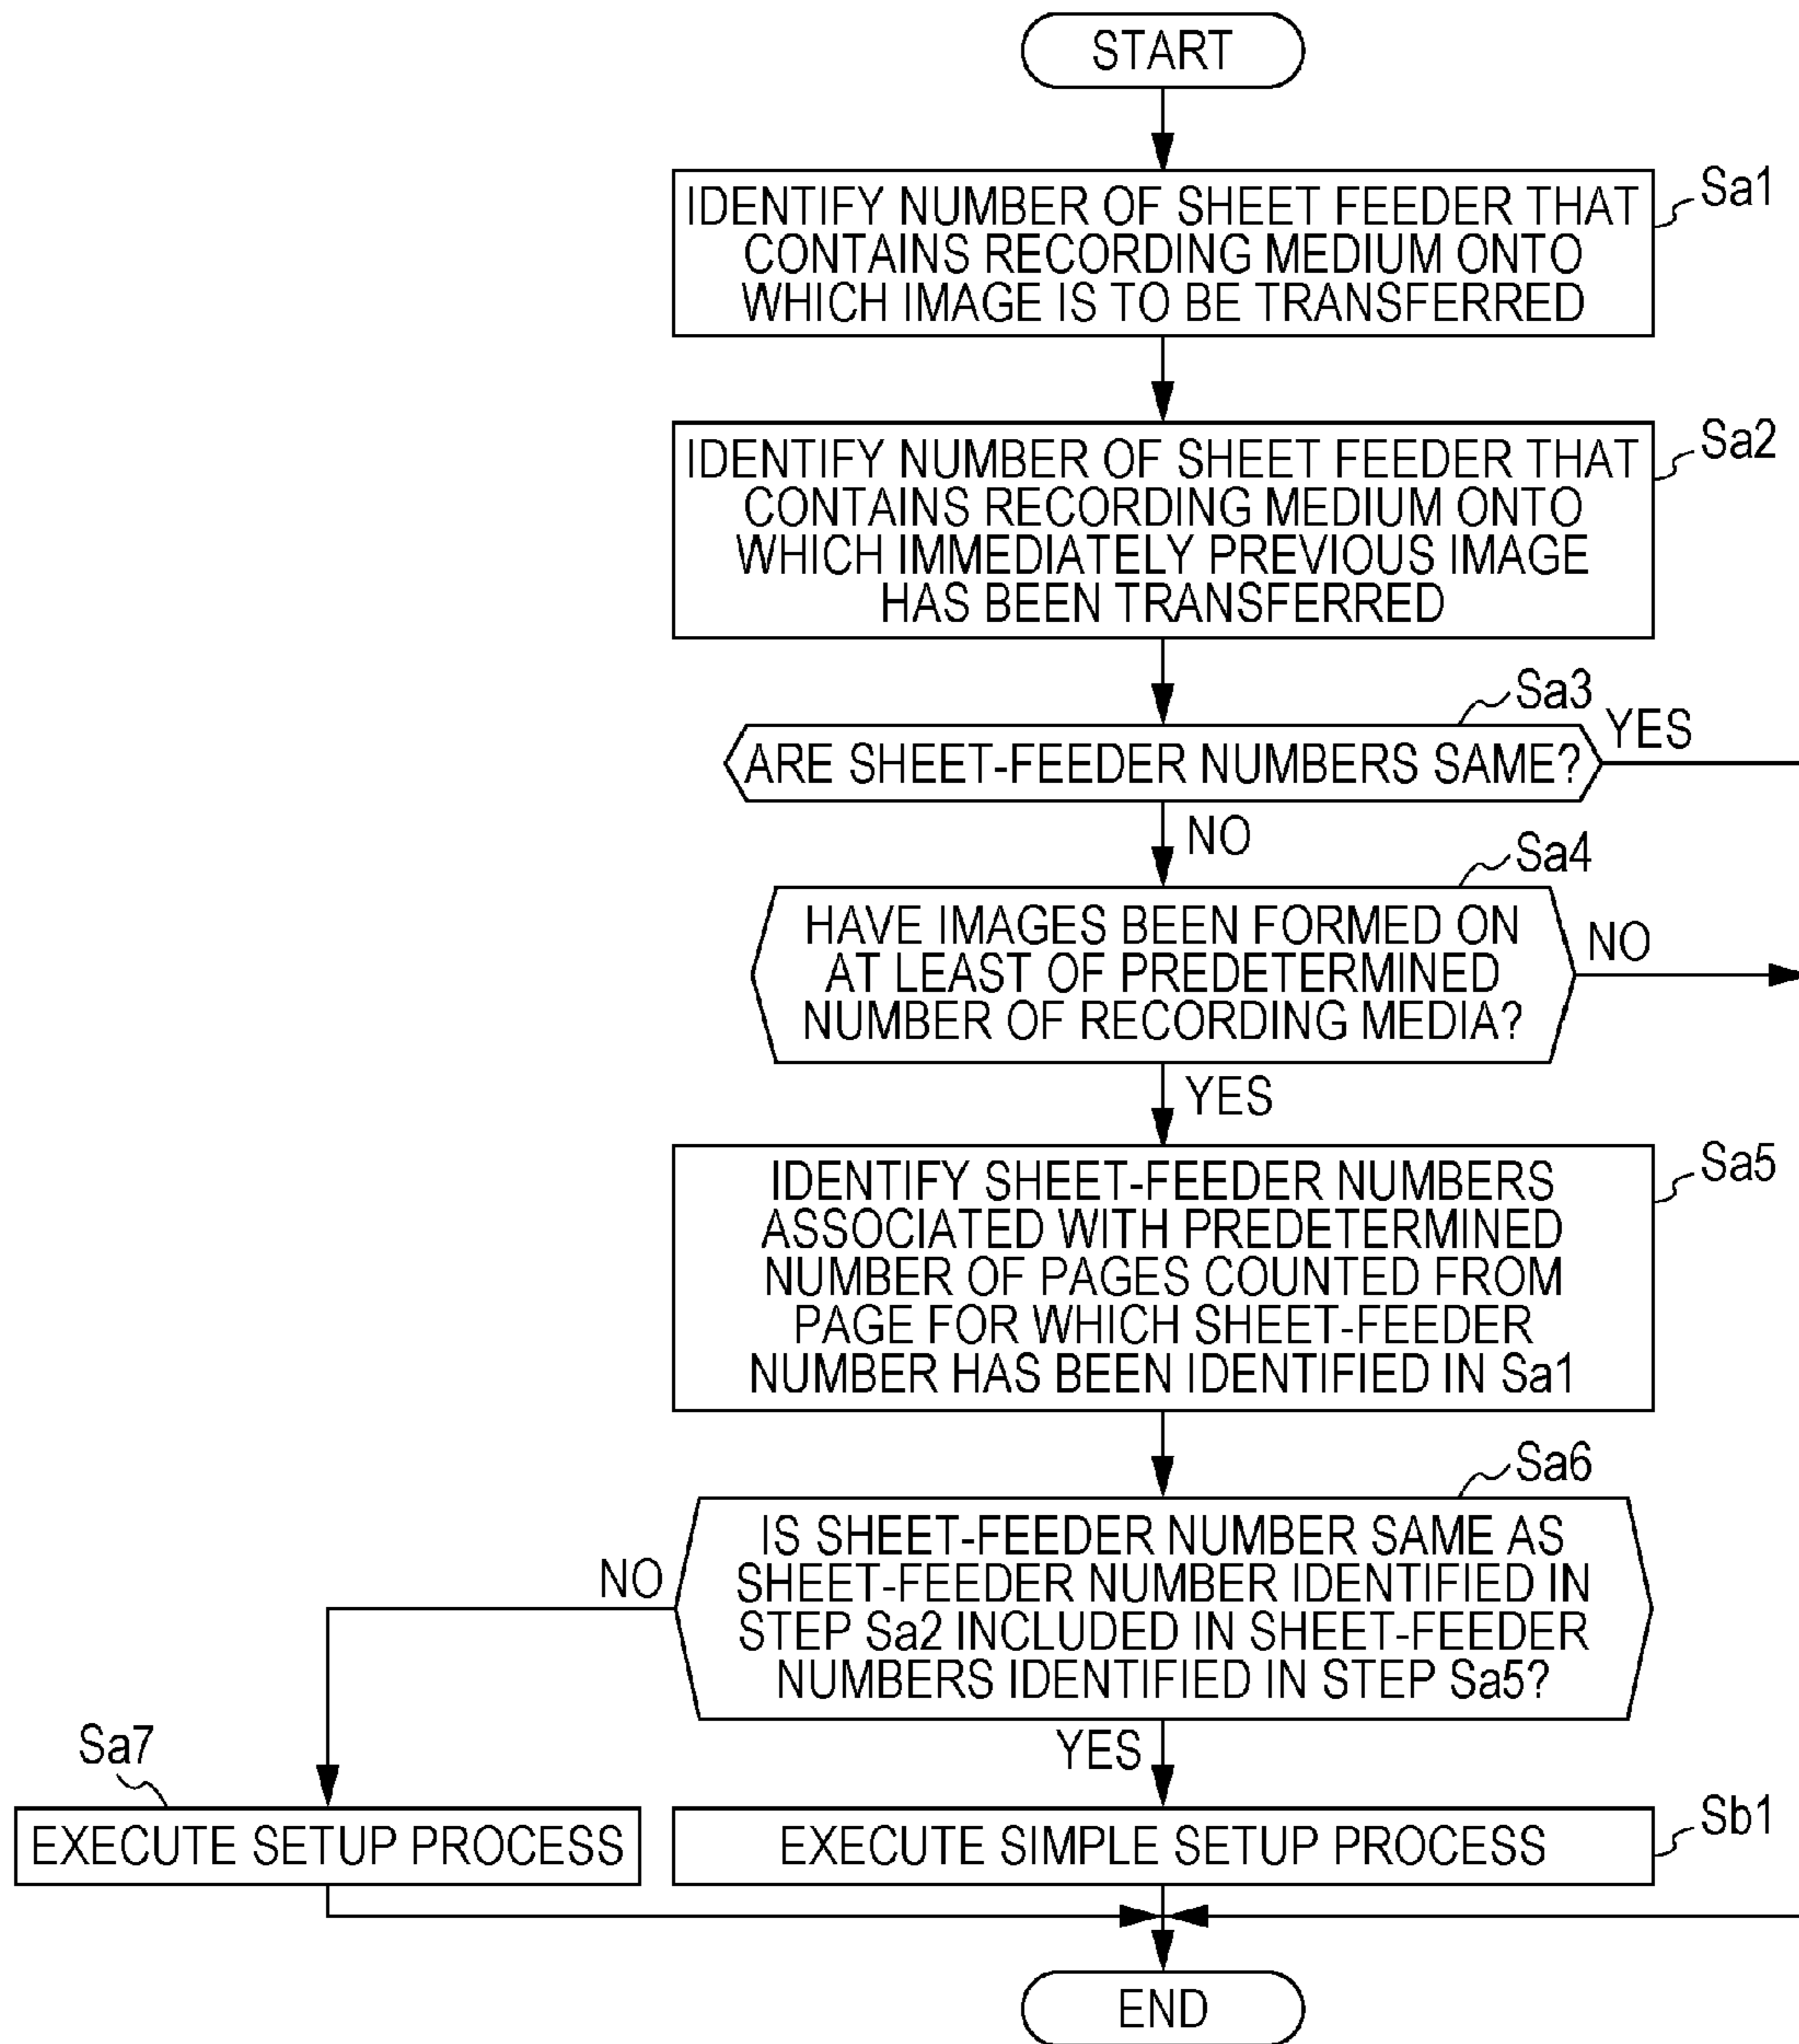 START
IDENTIFY NUMBER OF SHEET FEEDER THAT
CONTAINS RECORDING MEDIUM ONTO
WHICH IMAGE IS TO BE TRANSFERRED
Sa1
IDENTIFY NUMBER OF SHEET FEEDER THAT
CONTAINS RECORDING MEDIUM ONTO
WHICH IMMEDIATELY PREVIOUS IMAGE
HAS BEEN TRANSFERRED
Sa2
Sa3
ARE SHEET-FEEDER NUMBERS SAME?
YES
NO
Sa4
HAVE IMAGES BEEN FORMED ON
AT LEAST OF PREDETERMINED
NUMBER OF RECORDING MEDIA?
NO
YES
IDENTIFY SHEET-FEEDER NUMBERS
ASSOCIATED WITH PREDETERMINED
NUMBER OF PAGES COUNTED FROM
PAGE FOR WHICH SHEET-FEEDER
NUMBER HAS BEEN IDENTIFIED IN Sa1
Sa5
Sa6
IS SHEET-FEEDER NUMBER SAME AS
SHEET-FEEDER NUMBER IDENTIFIED IN
STEP Sa2 INCLUDED IN SHEET-FEEDER
NUMBERS IDENTIFIED IN STEP Sa5?
NO
YES
Sa7
EXECUTE SETUP PROCESS
EXECUTE SIMPLE SETUP PROCESS
Sb1
END